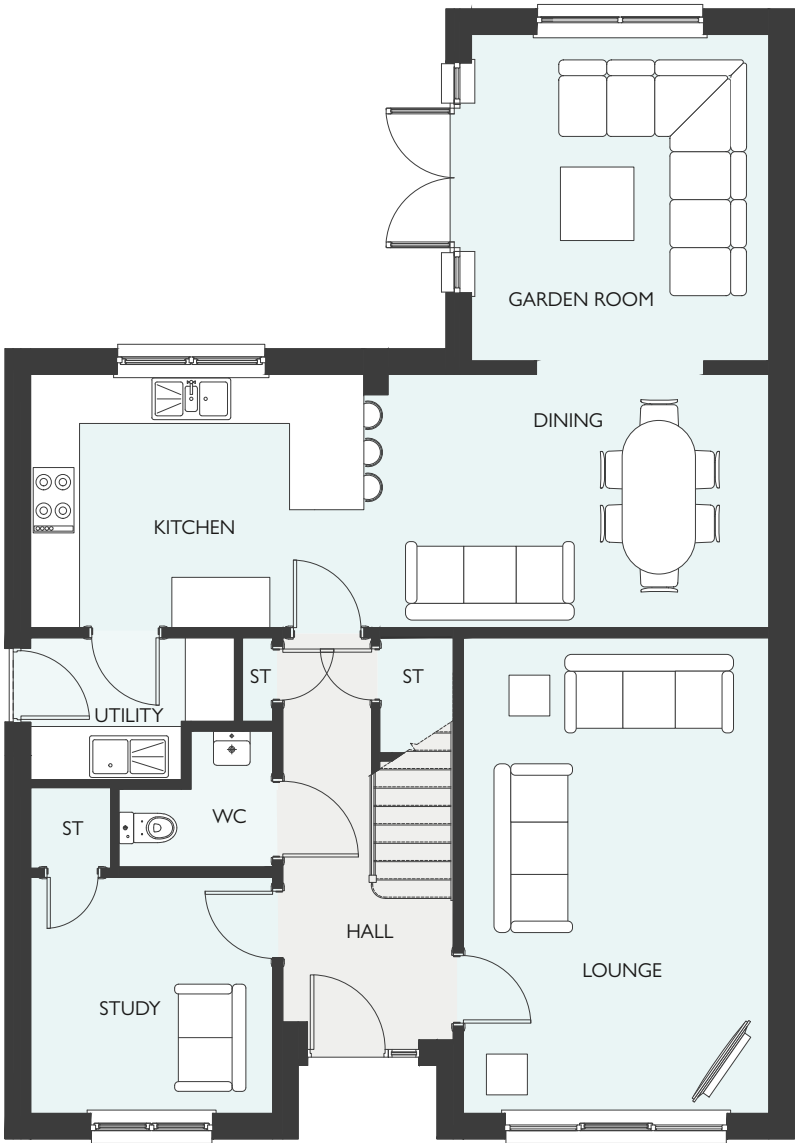 GARDEN ROOM
DINING
KITCHEN
ST
ST
UTILITY
WC
ST
HALL
LOUNGE
STUDY